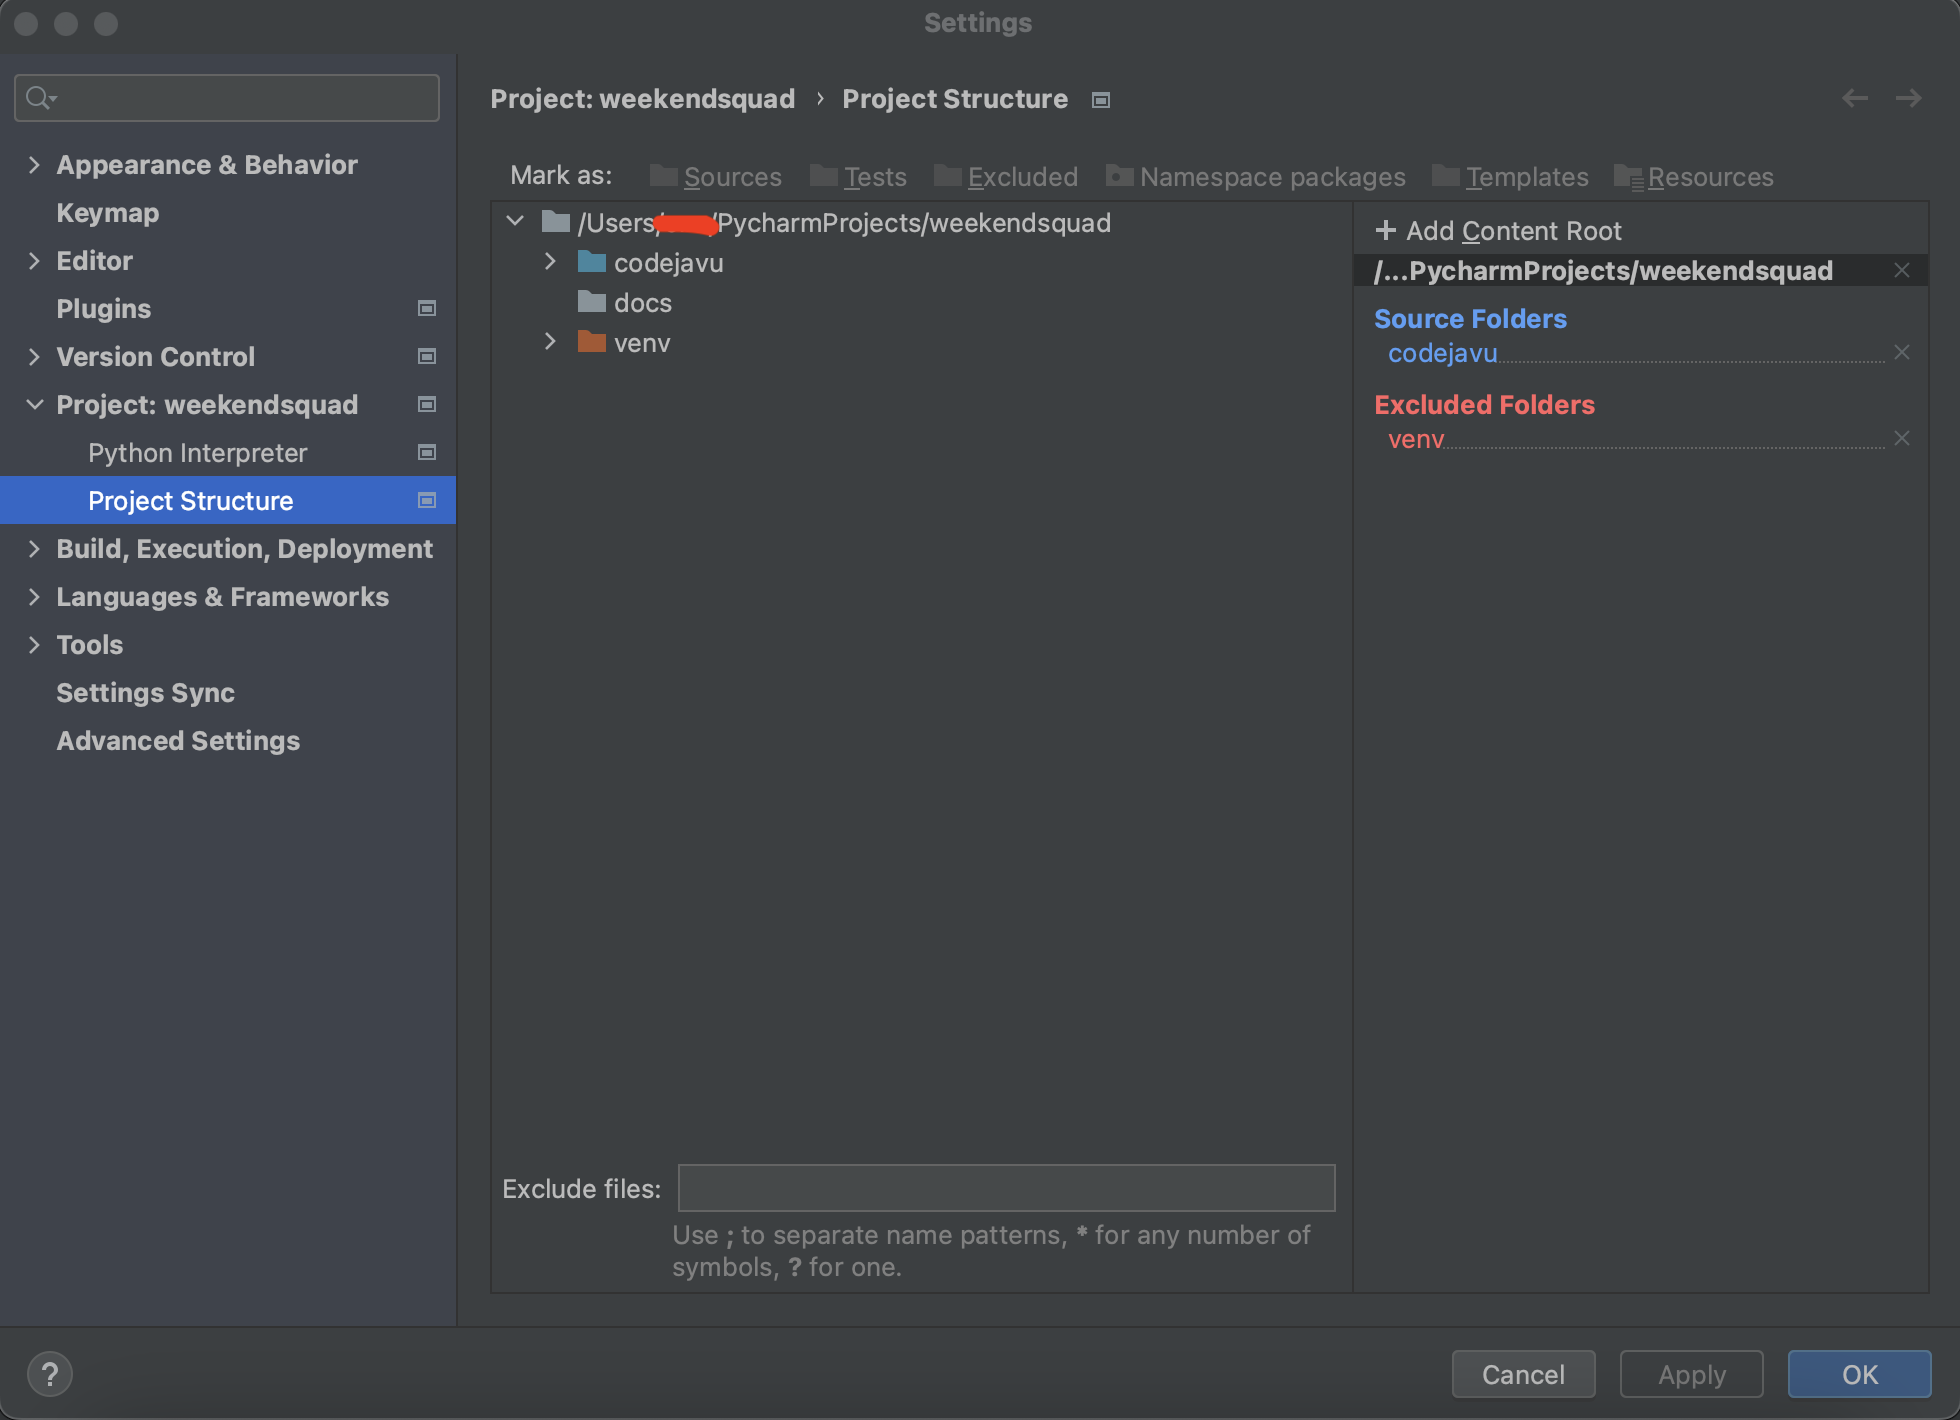 Settings
Project: weekendsquad › Project Structure
Appearance & Behavior
Keymap
Editor
Plugins
Version Control
Project: weekendsquad
Python Interpreter
Project Structure
Build, Execution, Deployment
Languages & Frameworks
Tools
Settings Sync
Advanced Settings
Mark as: Sources Tests Excluded Namespace packages Templates Resources
/Users/ /PycharmProjects/weekendsquad
codejavu
docs
venv
Exclude files:
Use ; to separate name patterns, * for any number of
symbols, ? for one.
+ Add Content Root
/...PycharmProjects/weekendsquad
Source Folders
codejavu
Excluded Folders
venv
? Cancel Apply OK